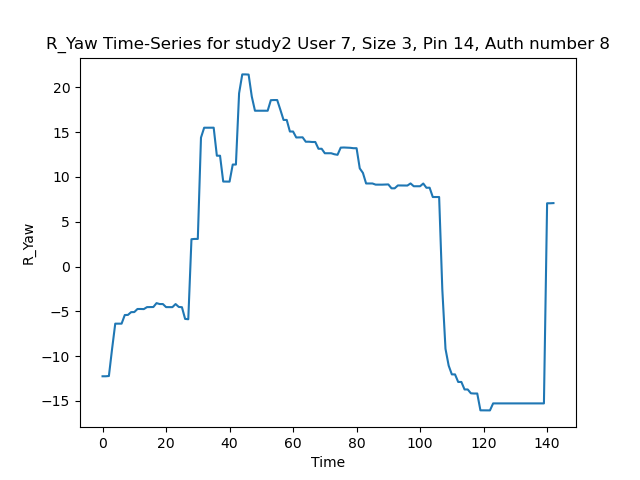 R_Yaw Time-Series for study2 User 7, Size 3, Pin 14, Auth number 8
20
15
10
5
0
−5
−10
−15
R_Yaw
0 20 40 60 80 100 120 140
Time